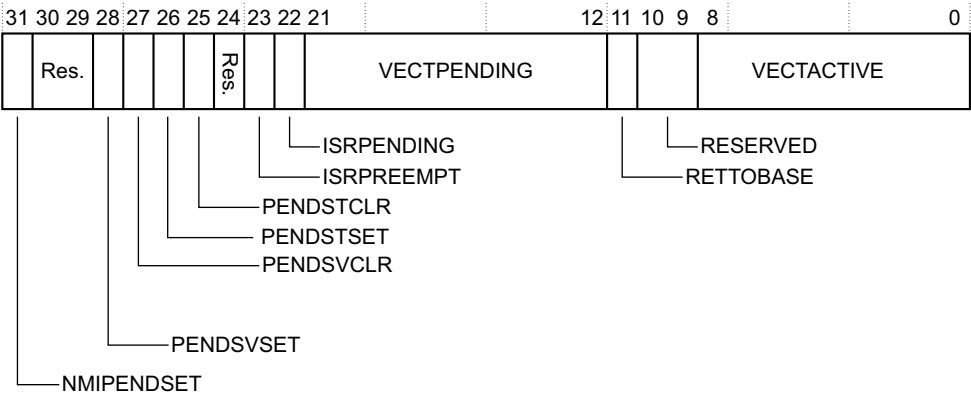 31 30 29 28 27 26 25 24 23 22 21 12 11 10 9 8 0
Res. Res. VECTPENDING VECTACTIVE
ISRPENDING RESERVED
ISRPREEMPT RETTOBASE
PENDSTCLR
PENDSTSET
PENDSVCLR
PENDSVSET
NMIPENDSET